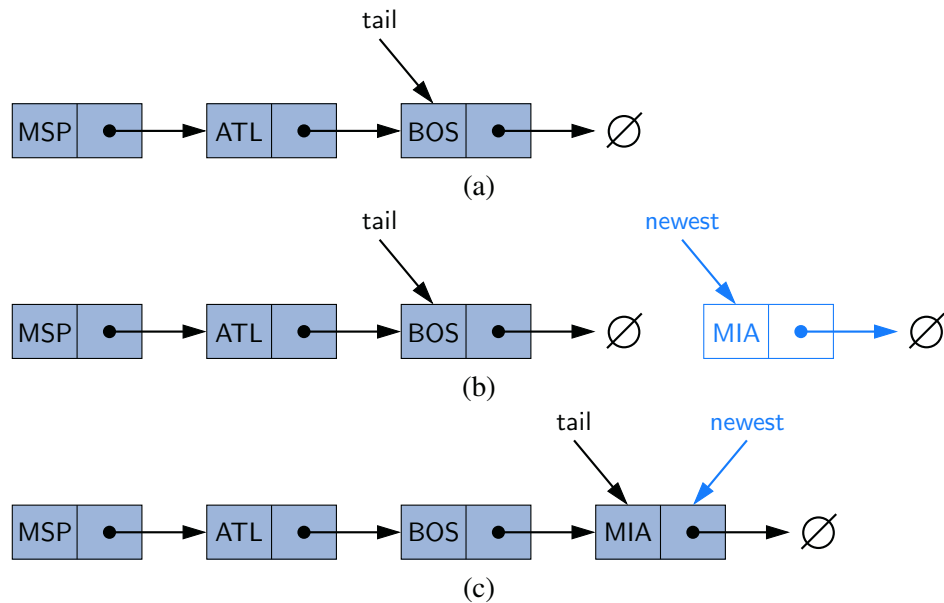 tail
MSP ATL BOS ∅
(a)
tail newest
MSP ATL BOS ∅ MIA ∅
(b)
tail newest
MSP ATL BOS MIA ∅
(c)